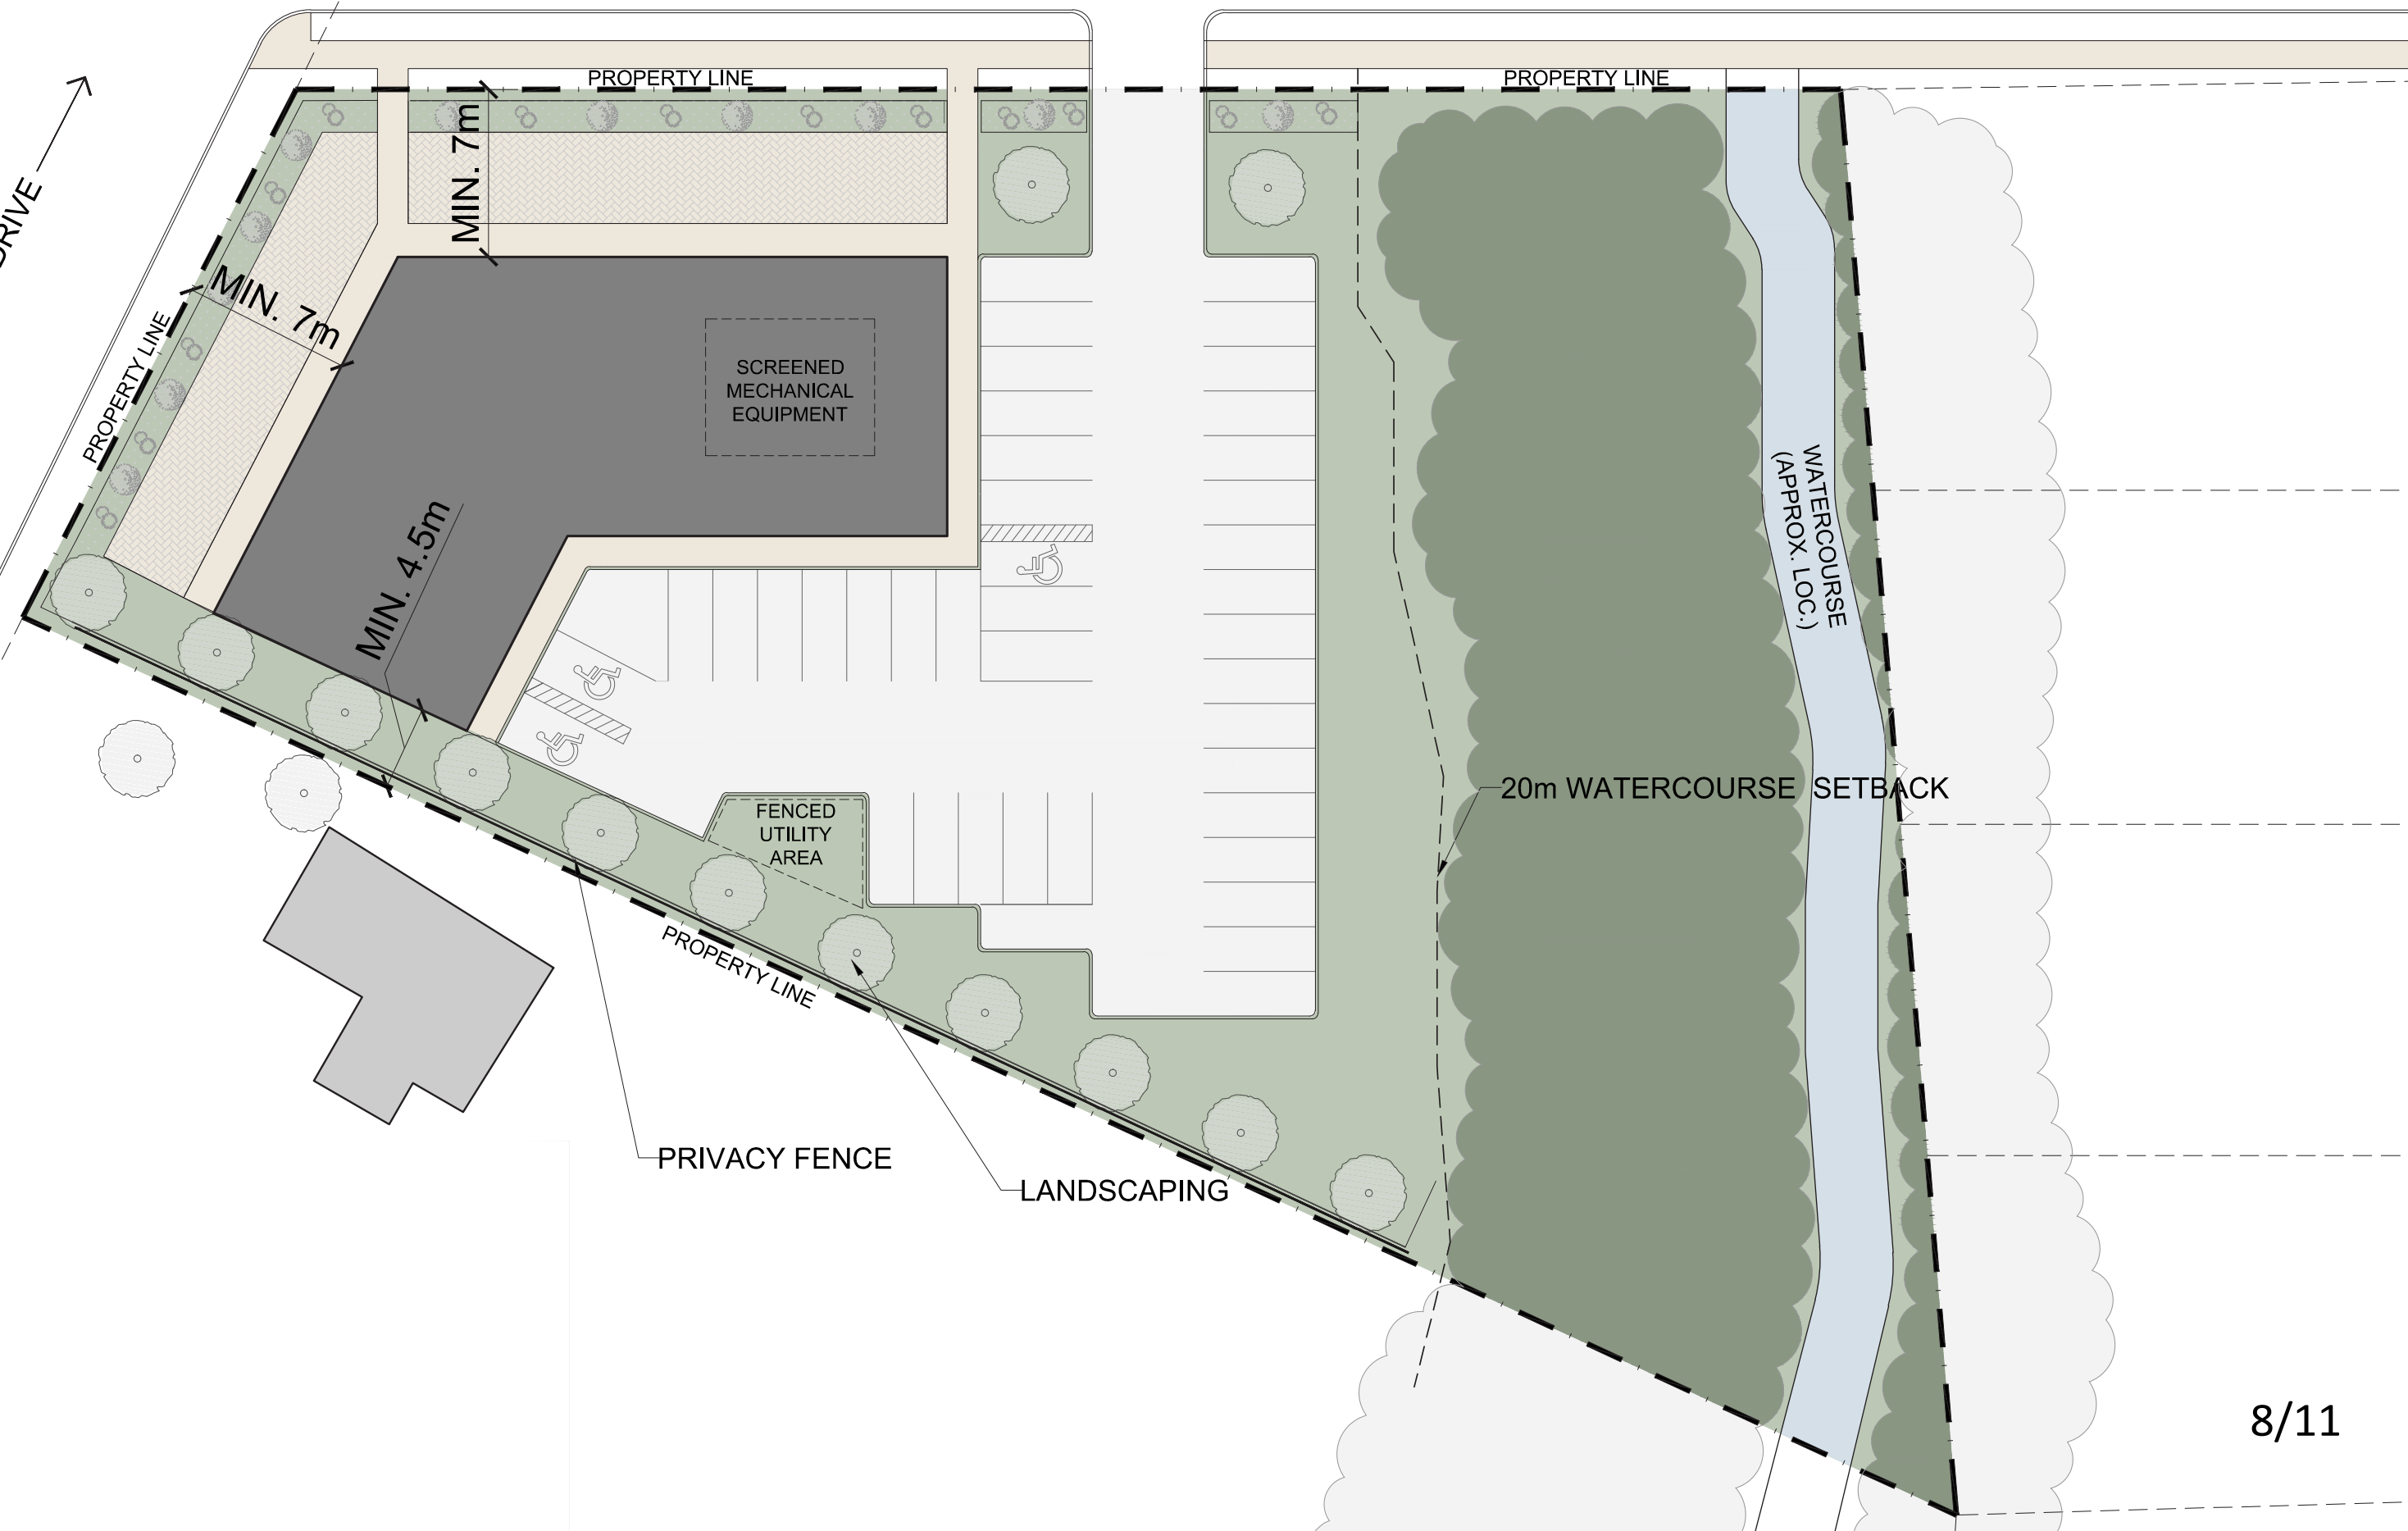 PROPERTY LINE
PROPERTY LINE
MIN. 7m
DRIVE
MIN. 7m
PROPERTY LINE
SCREENED
MECHANICAL
EQUIPMENT
MIN. 4.5m
WATERCOURSE
(APPROX. LOC.)
20m WATERCOURSE SETBACK
FENCED
UTILITY
AREA
PROPERTY LINE
PRIVACY FENCE
LANDSCAPING
8/11